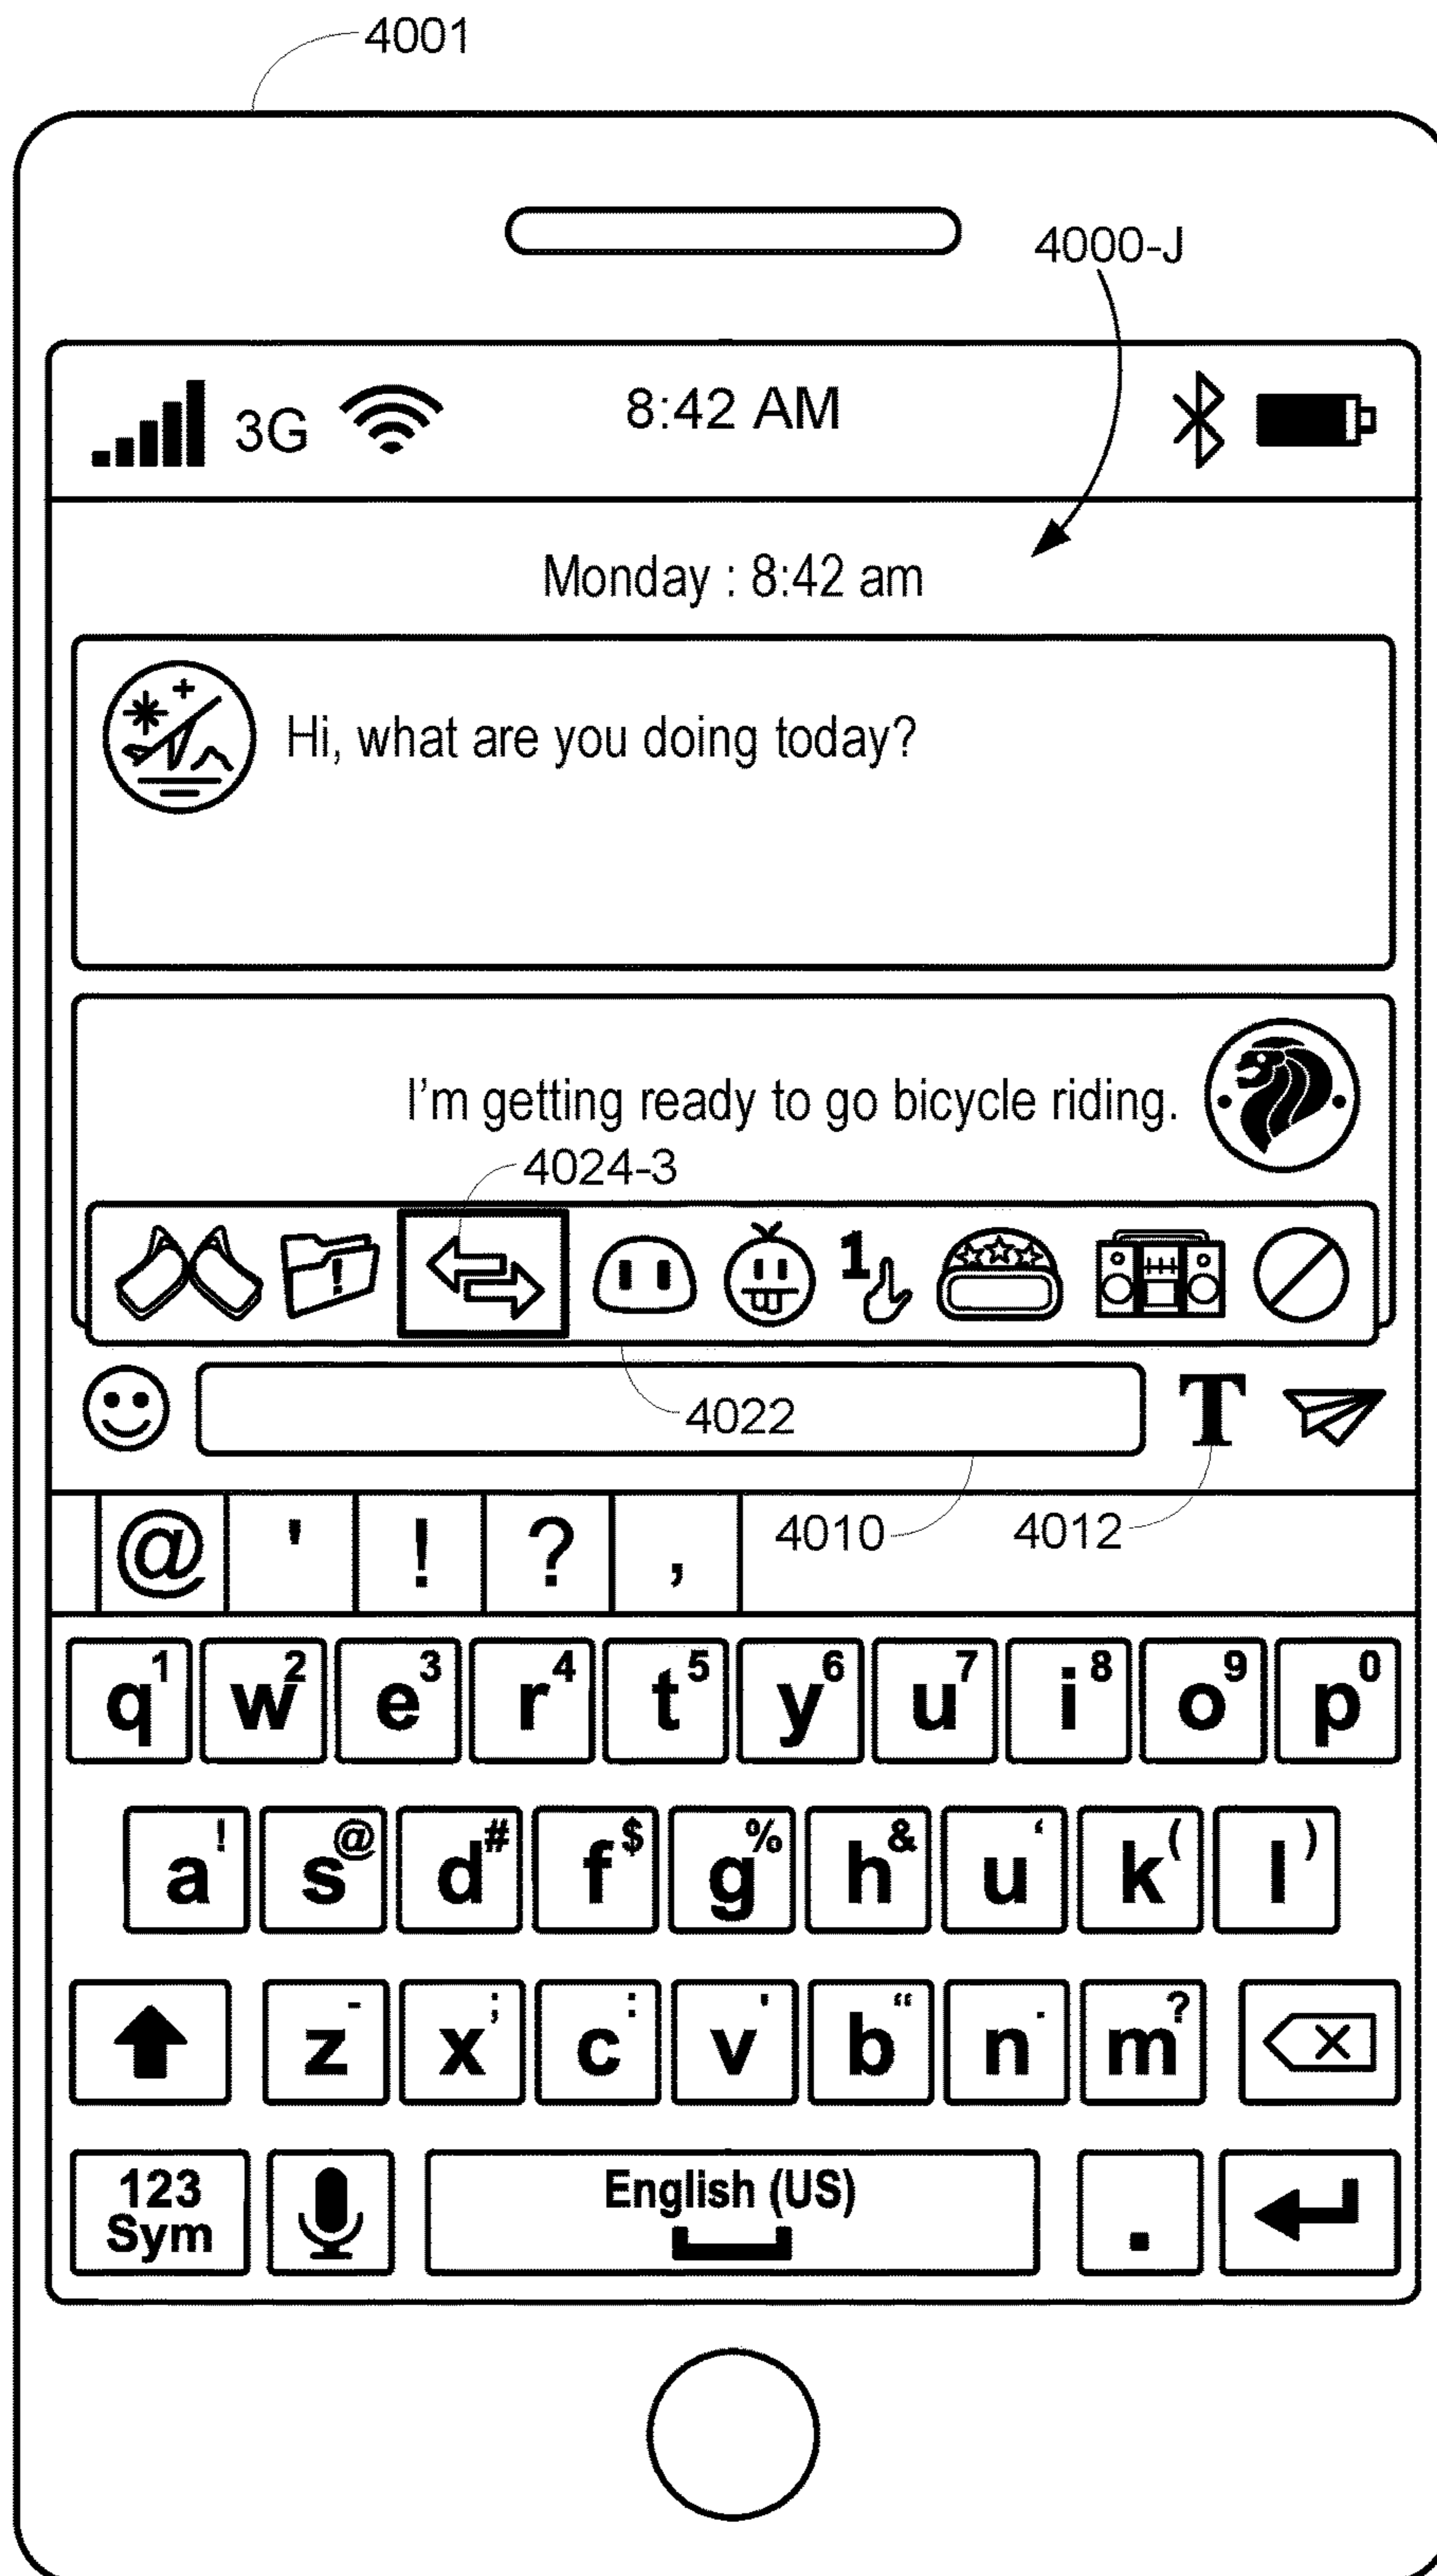 4001
4000-J
3G 8:42 AM
Monday : 8:42 am
Hi, what are you doing today?
I'm getting ready to go bicycle riding.
4024-3
!
1
4022
T
4010
4012
@ ' ! ? ,
q1 w2 e3 r4 t5 y6 u7 i8 o9 p0
a! s@ d# f$ g% h& u‘ k( l)
z- x; c: v' b“ n. m?
123 English (US) .
Sym